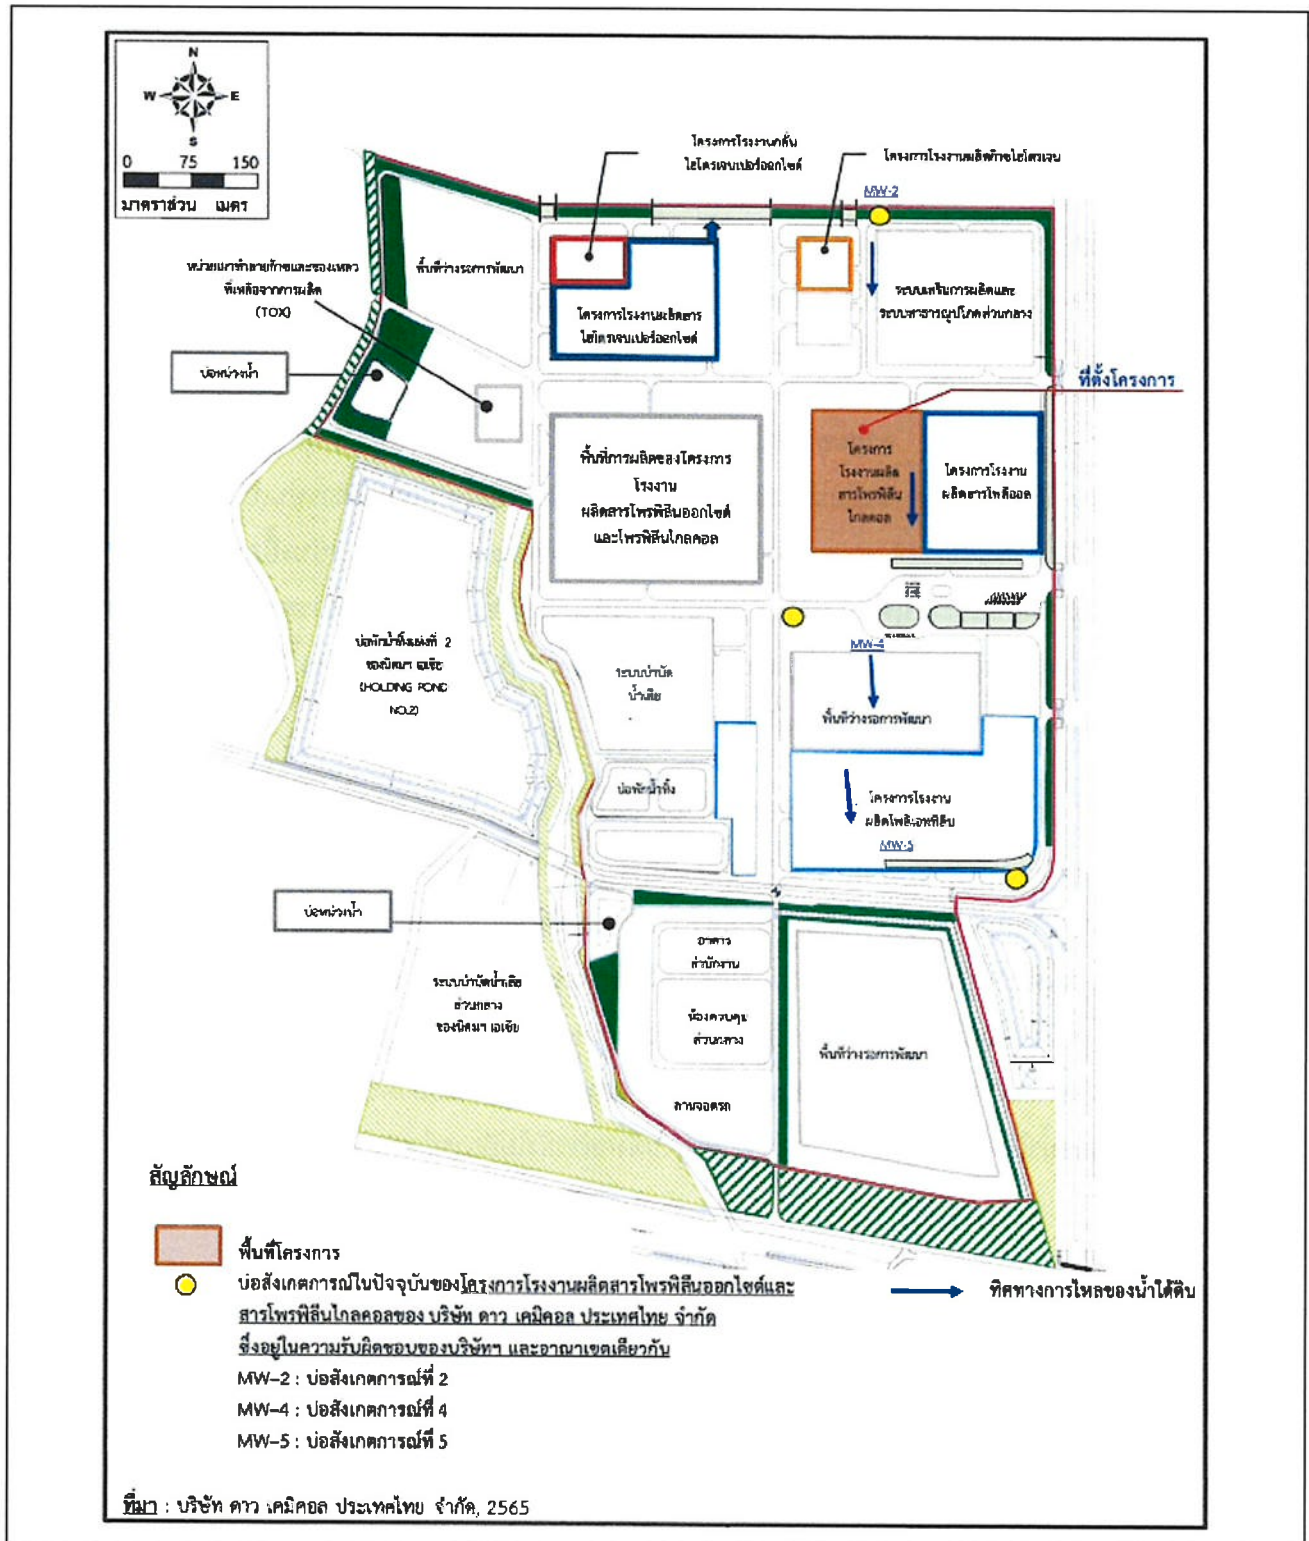 N
W E
S
0 75 150
มาตราส่วน เมตร
โครงการโรงงานกลั่น
ไฮโดรเจนเปอร์ออกไซด์
โครงการโรงงานผลิตก๊าซไฮโดรเจน
MW-2
หน่วยเผาทำลายก๊าซและของเหลว
ที่เหลือจากการผลิต
(TOX)
พื้นที่ว่างรอการพัฒนา
โครงการโรงงานผลิตสาร
ไฮโดรเจนเปอร์ออกไซด์
ระบบเสริมการผลิตและ
ระบบสาธารณูปโภคส่วนกลาง
บ่อหน่วงน้ำ
ที่ตั้งโครงการ
พื้นที่การผลิตของโครงการ
โรงงาน
ผลิตสารโพรพิลีนออกไซด์
และโพรพิลีนไกลคอล
โครงการ
โรงงานผลิต
สารโพรพิลีน
ไกลคอล
โครงการโรงงาน
ผลิตสารโพลีออล
บ่อพักน้ำทิ้งแห่งที่ 2
ของนิคมฯ เอเชีย
(HOLDING POND
NO.2)
ระบบบำบัด
น้ำเสีย
MW-4
พื้นที่ว่างรอการพัฒนา
บ่อพักน้ำทิ้ง
โครงการโรงงาน
ผลิตโพลีเอททีลีน
MW-5
บ่อหน่วงน้ำ
อาคาร
สำนักงาน
ระบบบำบัดน้ำเสีย
ส่วนกลาง
ของนิคมฯ เอเชีย
ห้องควบคุม
ส่วนกลาง
พื้นที่ว่างรอการพัฒนา
ลานจอดรถ
สัญลักษณ์
พื้นที่โครงการ
บ่อสังเกตการณ์ในปัจจุบันของโครงการโรงงานผลิตสารโพรพิลีนออกไซด์และ
สารโพรพิลีนไกลคอลของ บริษัท ดาว เคมิคอล ประเทศไทย จำกัด
ซึ่งอยู่ในความรับผิดชอบของบริษัทฯ และอาณาเขตเดียวกัน
ทิศทางการไหลของน้ำใต้ดิน
MW-2 : บ่อสังเกตการณ์ที่ 2
MW-4 : บ่อสังเกตการณ์ที่ 4
MW-5 : บ่อสังเกตการณ์ที่ 5
ที่มา : บริษัท ดาว เคมิคอล ประเทศไทย จำกัด, 2565